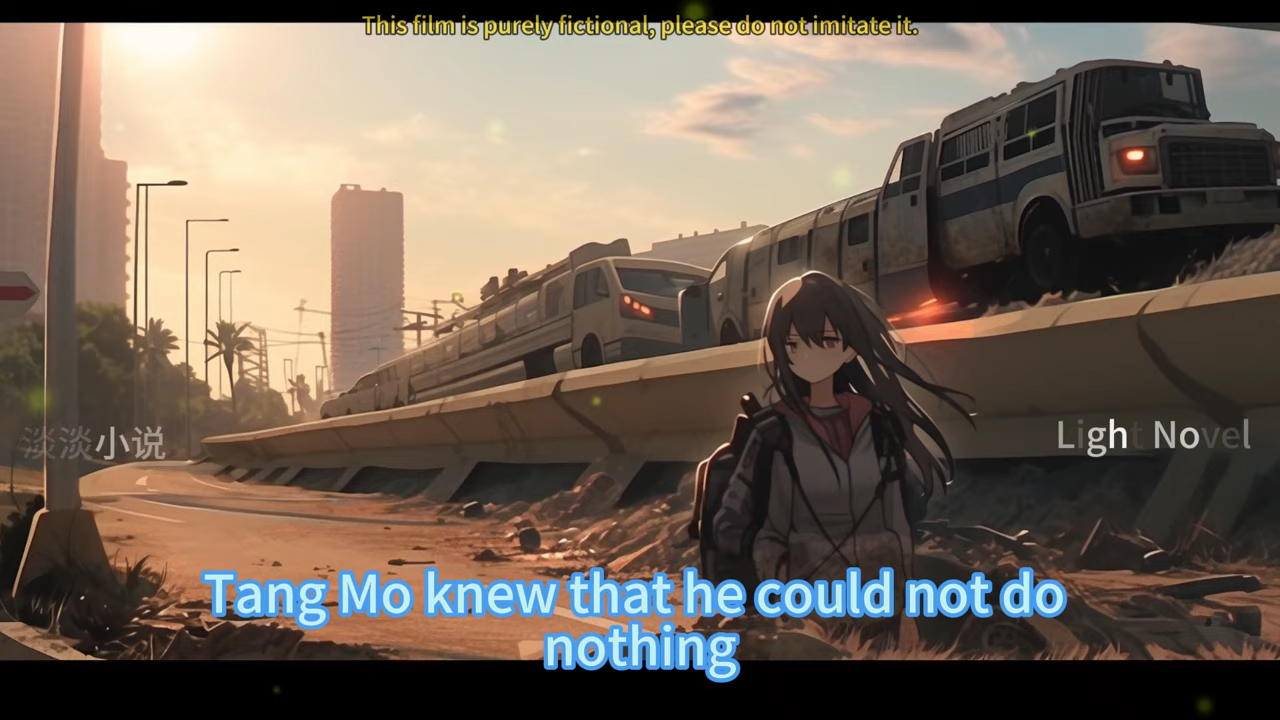 This film is purely fictional, please do not imitate it.
淡淡小说
Light Novel
Tang Mo knew that he could not do
nothing